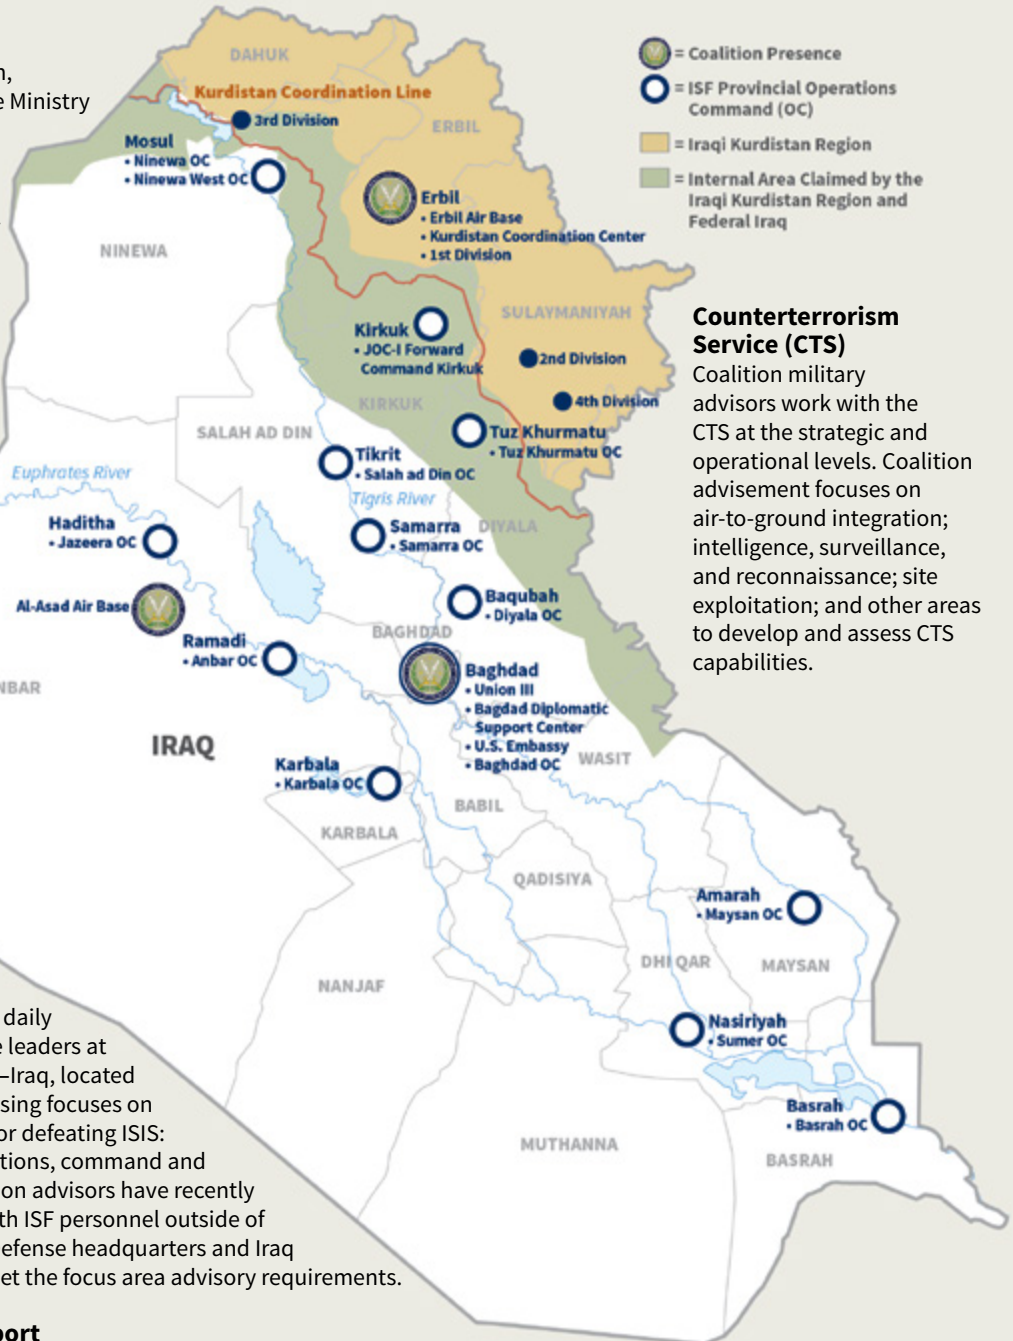 n,
e Ministry
= Coalition Presence
= ISF Provincial Operations
Command (OC)
= Iraqi Kurdistan Region
= Internal Area Claimed by the
Iraqi Kurdistan Region and
Federal Iraq
DAHUK
Kurdistan Coordination Line
3rd Division
ERBIL
Mosul
• Ninewa OC
• Ninewa West OC
Erbil
• Erbil Air Base
• Kurdistan Coordination Center
• 1st Division
NINEWA
SULAYMANIYAH
Kirkuk
• JOC-I Forward
Command Kirkuk
2nd Division
4th Division
KIRKUK
Tuz Khurmatu
• Tuz Khurmatu OC
SALAH AD DIN
Tikrit
• Salah ad Din OC
Euphrates River
Tigris River
Haditha
• Jazeera OC
Samarra
• Samarra OC
DIYALA
Al-Asad Air Base
Baqubah
• Diyala OC
BAGHDAD
Ramadi
• Anbar OC
NBAR
Baghdad
• Union III
• Bagdad Diplomatic
Support Center
• U.S. Embassy
• Baghdad OC
IRAQ
WASIT
Karbala
• Karbala OC
BABIL
KARBALA
QADISIYA
Amarah
• Maysan OC
DHI QAR
MAYSAN
NANJAF
Nasiriyah
• Sumer OC
Basrah
• Basrah OC
MUTHANNA
BASRAH
Counterterrorism
Service (CTS)
Coalition military
advisors work with the
CTS at the strategic and
operational levels. Coalition
advisement focuses on
air-to-ground integration;
intelligence, surveillance,
and reconnaissance; site
exploitation; and other areas
to develop and assess CTS
capabilities.
daily
e leaders at
–Iraq, located
sing focuses on
or defeating ISIS:
tions, command and
on advisors have recently
th ISF personnel outside of
efense headquarters and Iraq
et the focus area advisory requirements.
port